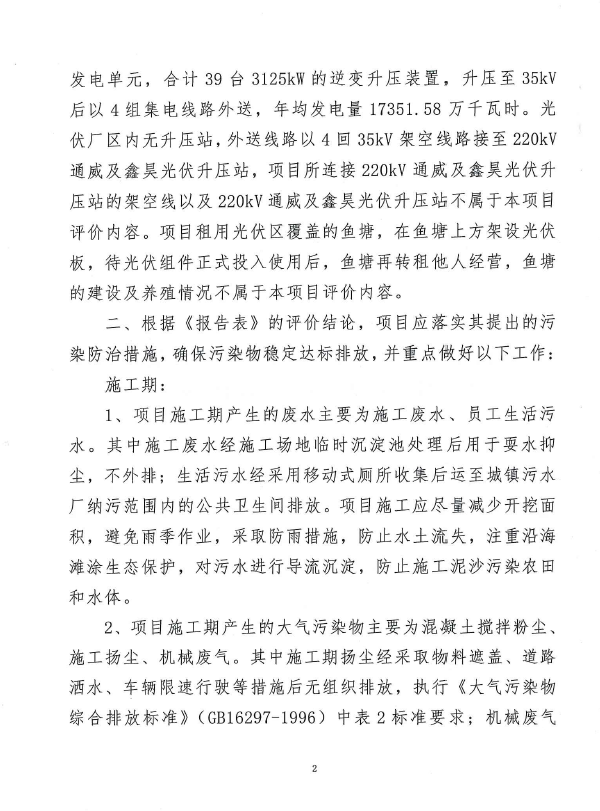 发电单元，合计 39 台 3125kW 的逆变升压装置，升压至 35kV
后以 4 组集电线路外送，年均发电量 17351.58 万千瓦时。光
伏厂区内无升压站，外送线路以 4 回 35kV 架空线路接至 220kV
通威及鑫昊光伏升压站，项目所连接 220kV 通威及鑫昊光伏升
压站的架空线以及 220kV 通威及鑫昊光伏升压站不属于本项目
评价内容。项目租用光伏区覆盖的鱼塘，在鱼塘上方架设光伏
板，待光伏组件正式投入使用后，鱼塘再转租他人经营，鱼塘
的建设及养殖情况不属于本项目评价内容。
二、根据《报告表》的评价结论，项目应落实其提出的污
染防治措施，确保污染物稳定达标排放，并重点做好以下工作：
施工期：
1、项目施工期产生的废水主要为施工废水、员工生活污
水。其中施工废水经施工场地临时沉淀池处理后用于耍水抑
尘，不外排；生活污水经采用移动式厕所收集后运至城镇污水
厂纳污范围内的公共卫生间排放。项目施工应尽量减少开挖面
积，避免雨季作业，采取防雨措施，防止水土流失，注重沿海
滩涂生态保护，对污水进行导流沉淀，防止施工泥沙污染农田
和水体。
2、项目施工期产生的大气污染物主要为混凝土搅拌粉尘、
施工扬尘、机械废气。其中施工期扬尘经采取物料遮盖、道路
洒水、车辆限速行驶等措施后无组织排放，执行《大气污染物
综合排放标准》（GB16297-1996）中表 2 标准要求；机械废气
2